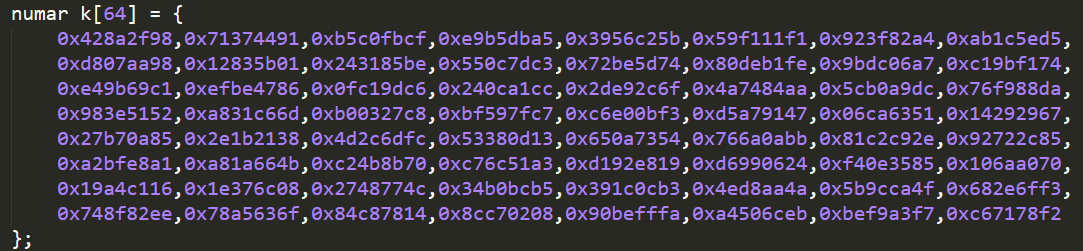 numar k[64] = {
0x428a2f98,0x71374491,0xb5c0fbcf,0xe9b5dba5,0x3956c25b,0x59f111f1,0x923f82a4,0xab1c5ed5,
0xd807aa98,0x12835b01,0x243185be,0x550c7dc3,0x72be5d74,0x80deb1fe,0x9bdc06a7,0xc19bf174,
0xe49b69c1,0xefbe4786,0x0fc19dc6,0x240ca1cc,0x2de92c6f,0x4a7484aa,0x5cb0a9dc,0x76f988da,
0x983e5152,0xa831c66d,0xb00327c8,0xbf597fc7,0xc6e00bf3,0xd5a79147,0x06ca6351,0x14292967,
0x27b70a85,0x2e1b2138,0x4d2c6dfc,0x53380d13,0x650a7354,0x766a0abb,0x81c2c92e,0x92722c85,
0xa2bfe8a1,0xa81a664b,0xc24b8b70,0xc76c51a3,0xd192e819,0xd6990624,0xf40e3585,0x106aa070,
0x19a4c116,0x1e376c08,0x2748774c,0x34b0bcb5,0x391c0cb3,0x4ed8aa4a,0x5b9cca4f,0x682e6ff3,
0x748f82ee,0x78a5636f,0x84c87814,0x8cc70208,0x90befffa,0xa4506ceb,0xbef9a3f7,0xc67178f2
};